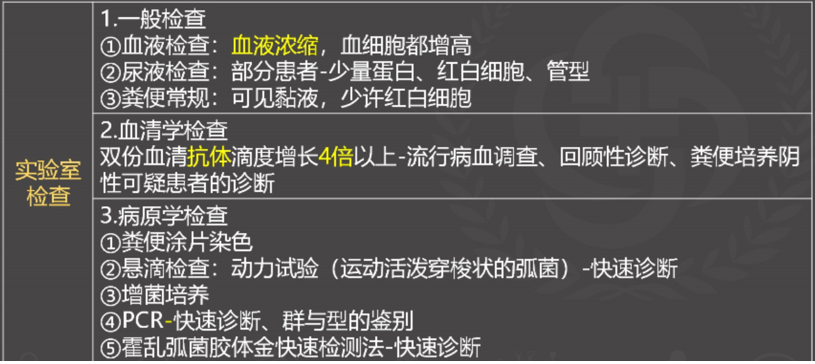 实验室
检查
1.一般检查
①血液检查：血液浓缩，血细胞都增高
②尿液检查：部分患者-少量蛋白、红白细胞、管型
③粪便常规：可见黏液，少许红白细胞
2.血清学检查
双份血清抗体滴度增长4倍以上-流行病血调查、回顾性诊断、粪便培养阴
性可疑患者的诊断
3.病原学检查
①粪便涂片染色
②悬滴检查：动力试验（运动活泼穿梭状的弧菌）-快速诊断
③增菌培养
④PCR-快速诊断、群与型的鉴别
⑤霍乱弧菌胶体金快速检测法-快速诊断